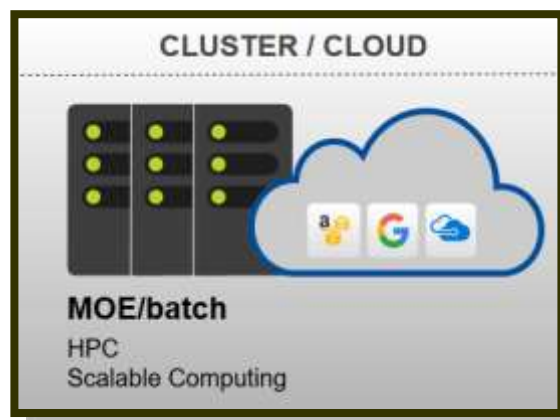 CLUSTER / CLOUD
a
G
MOE/batch
HPC
Scalable Computing